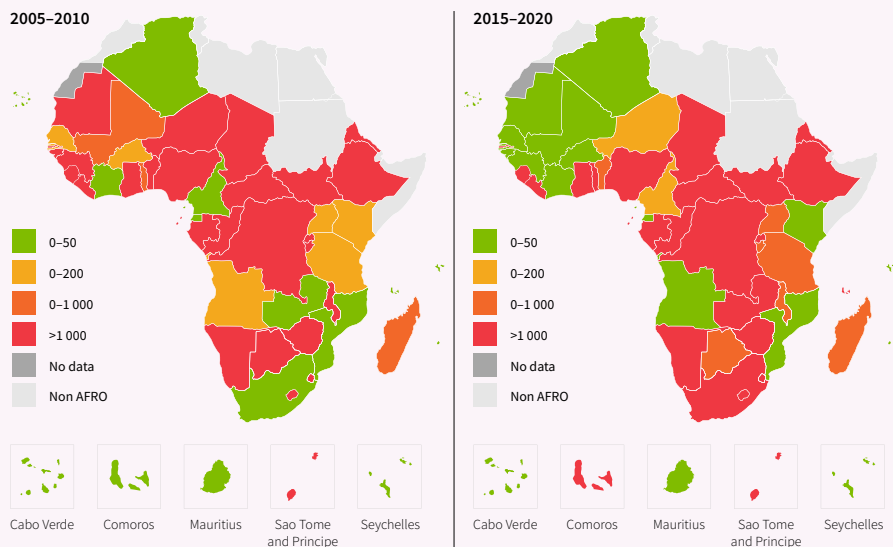 2005–2010
0–50
0–200
0–1 000
>1 000
No data
Non AFRO
Cabo Verde
Comoros
Mauritius
Sao Tome
and Principe
Seychelles
2015–2020
0–50
0–200
0–1 000
>1 000
No data
Non AFRO
Cabo Verde
Comoros
Mauritius
Sao Tome
and Principe
Seychelles